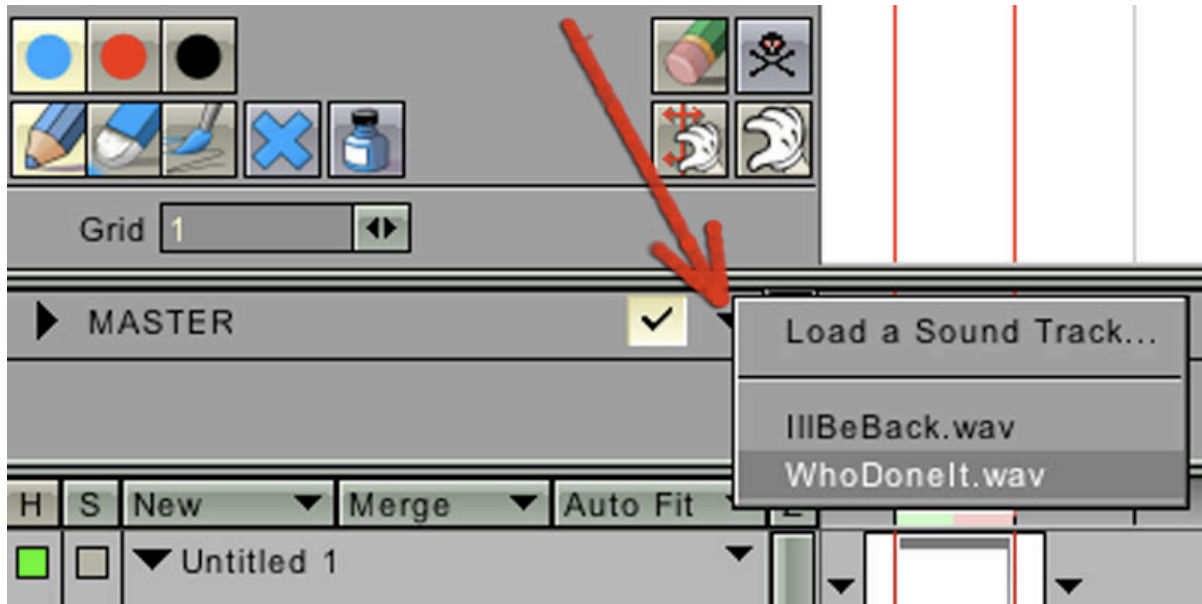 Grid 1
MASTER
Load a Sound Track...
IllBeBack.wav
WhoDoneIt.wav
H S New Merge Auto Fit
Untitled 1